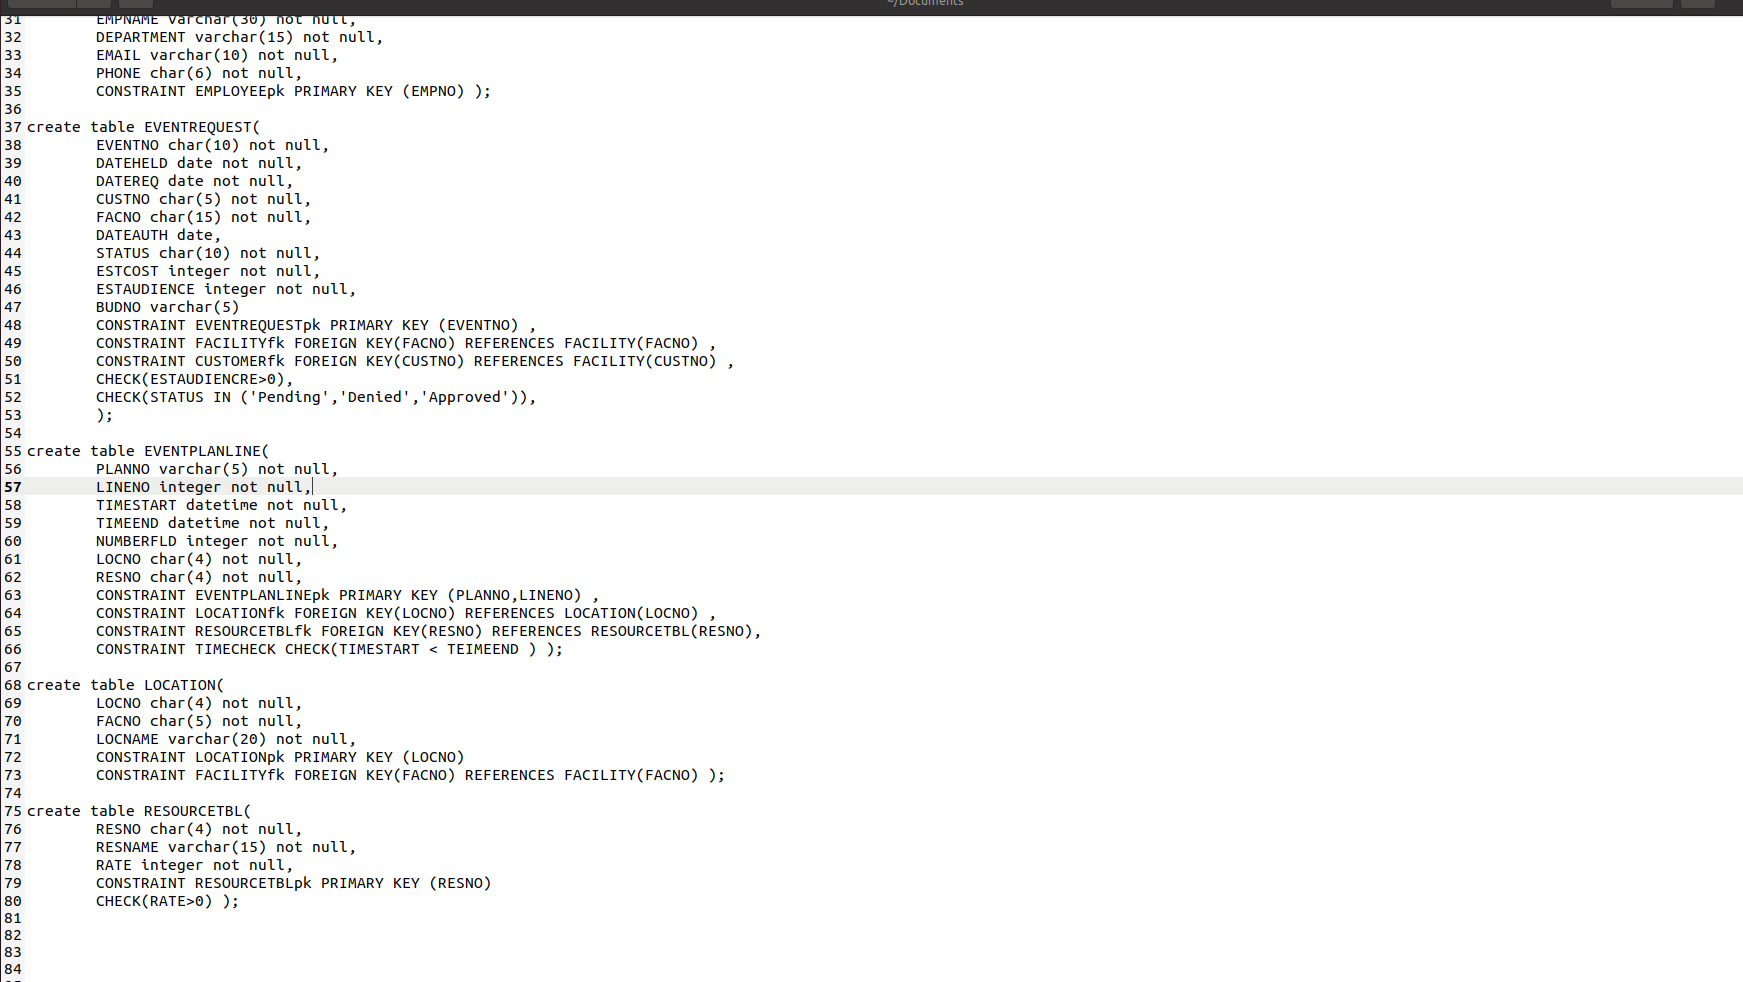 ~/Documents
31 EMPNAME varchar(30) not null,
32 DEPARTMENT varchar(15) not null,
33 EMAIL varchar(10) not null,
34 PHONE char(6) not null,
35 CONSTRAINT EMPLOYEEpk PRIMARY KEY (EMPNO) );
36
37 create table EVENTREQUEST(
38 EVENTNO char(10) not null,
39 DATEHELD date not null,
40 DATEREQ date not null,
41 CUSTNO char(5) not null,
42 FACNO char(15) not null,
43 DATEAUTH date,
44 STATUS char(10) not null,
45 ESTCOST integer not null,
46 ESTAUDIENCE integer not null,
47 BUDNO varchar(5)
48 CONSTRAINT EVENTREQUESTpk PRIMARY KEY (EVENTNO) ,
49 CONSTRAINT FACILITYfk FOREIGN KEY(FACNO) REFERENCES FACILITY(FACNO) ,
50 CONSTRAINT CUSTOMERfk FOREIGN KEY(CUSTNO) REFERENCES FACILITY(CUSTNO) ,
51 CHECK(ESTAUDIENCRE>0),
52 CHECK(STATUS IN ('Pending','Denied','Approved')),
53 );
54
55 create table EVENTPLANLINE(
56 PLANNO varchar(5) not null,
57 LINENO integer not null,
58 TIMESTART datetime not null,
59 TIMEEND datetime not null,
60 NUMBERFLD integer not null,
61 LOCNO char(4) not null,
62 RESNO char(4) not null,
63 CONSTRAINT EVENTPLANLINEpk PRIMARY KEY (PLANNO,LINENO) ,
64 CONSTRAINT LOCATIONfk FOREIGN KEY(LOCNO) REFERENCES LOCATION(LOCNO) ,
65 CONSTRAINT RESOURCETBLfk FOREIGN KEY(RESNO) REFERENCES RESOURCETBL(RESNO),
66 CONSTRAINT TIMECHECK CHECK(TIMESTART < TEIMEEND ) );
67
68 create table LOCATION(
69 LOCNO char(4) not null,
70 FACNO char(5) not null,
71 LOCNAME varchar(20) not null,
72 CONSTRAINT LOCATIONpk PRIMARY KEY (LOCNO)
73 CONSTRAINT FACILITYfk FOREIGN KEY(FACNO) REFERENCES FACILITY(FACNO) );
74
75 create table RESOURCETBL(
76 RESNO char(4) not null,
77 RESNAME varchar(15) not null,
78 RATE integer not null,
79 CONSTRAINT RESOURCETBLpk PRIMARY KEY (RESNO)
80 CHECK(RATE>0) );
81
82
83
84